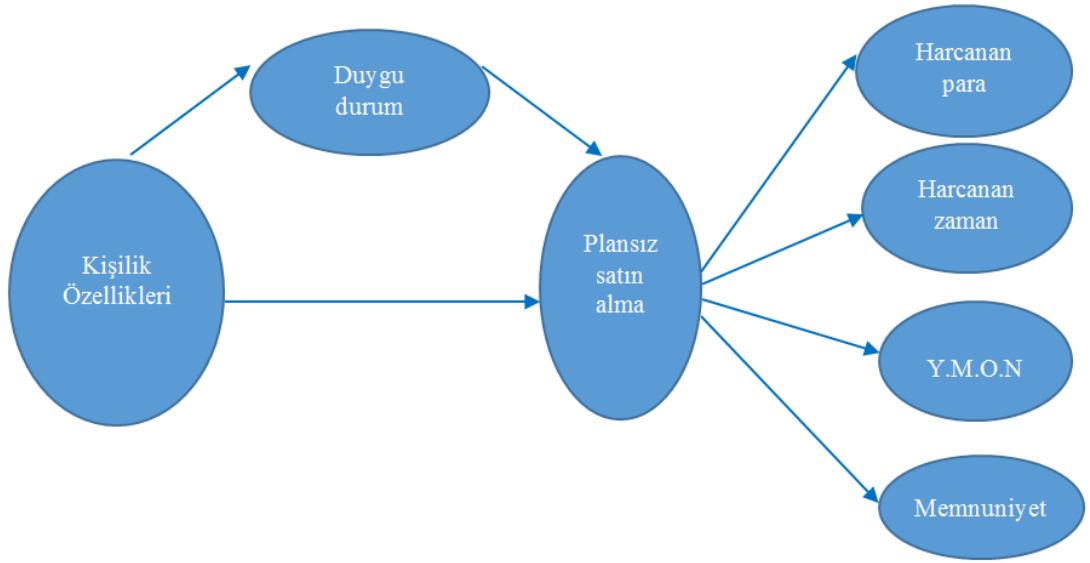 Duygu
durum
Harcanan
para
Harcanan
zaman
Kişilik
Özellikleri
Plansız
satın
alma
Y.M.O.N
Memnuniyet